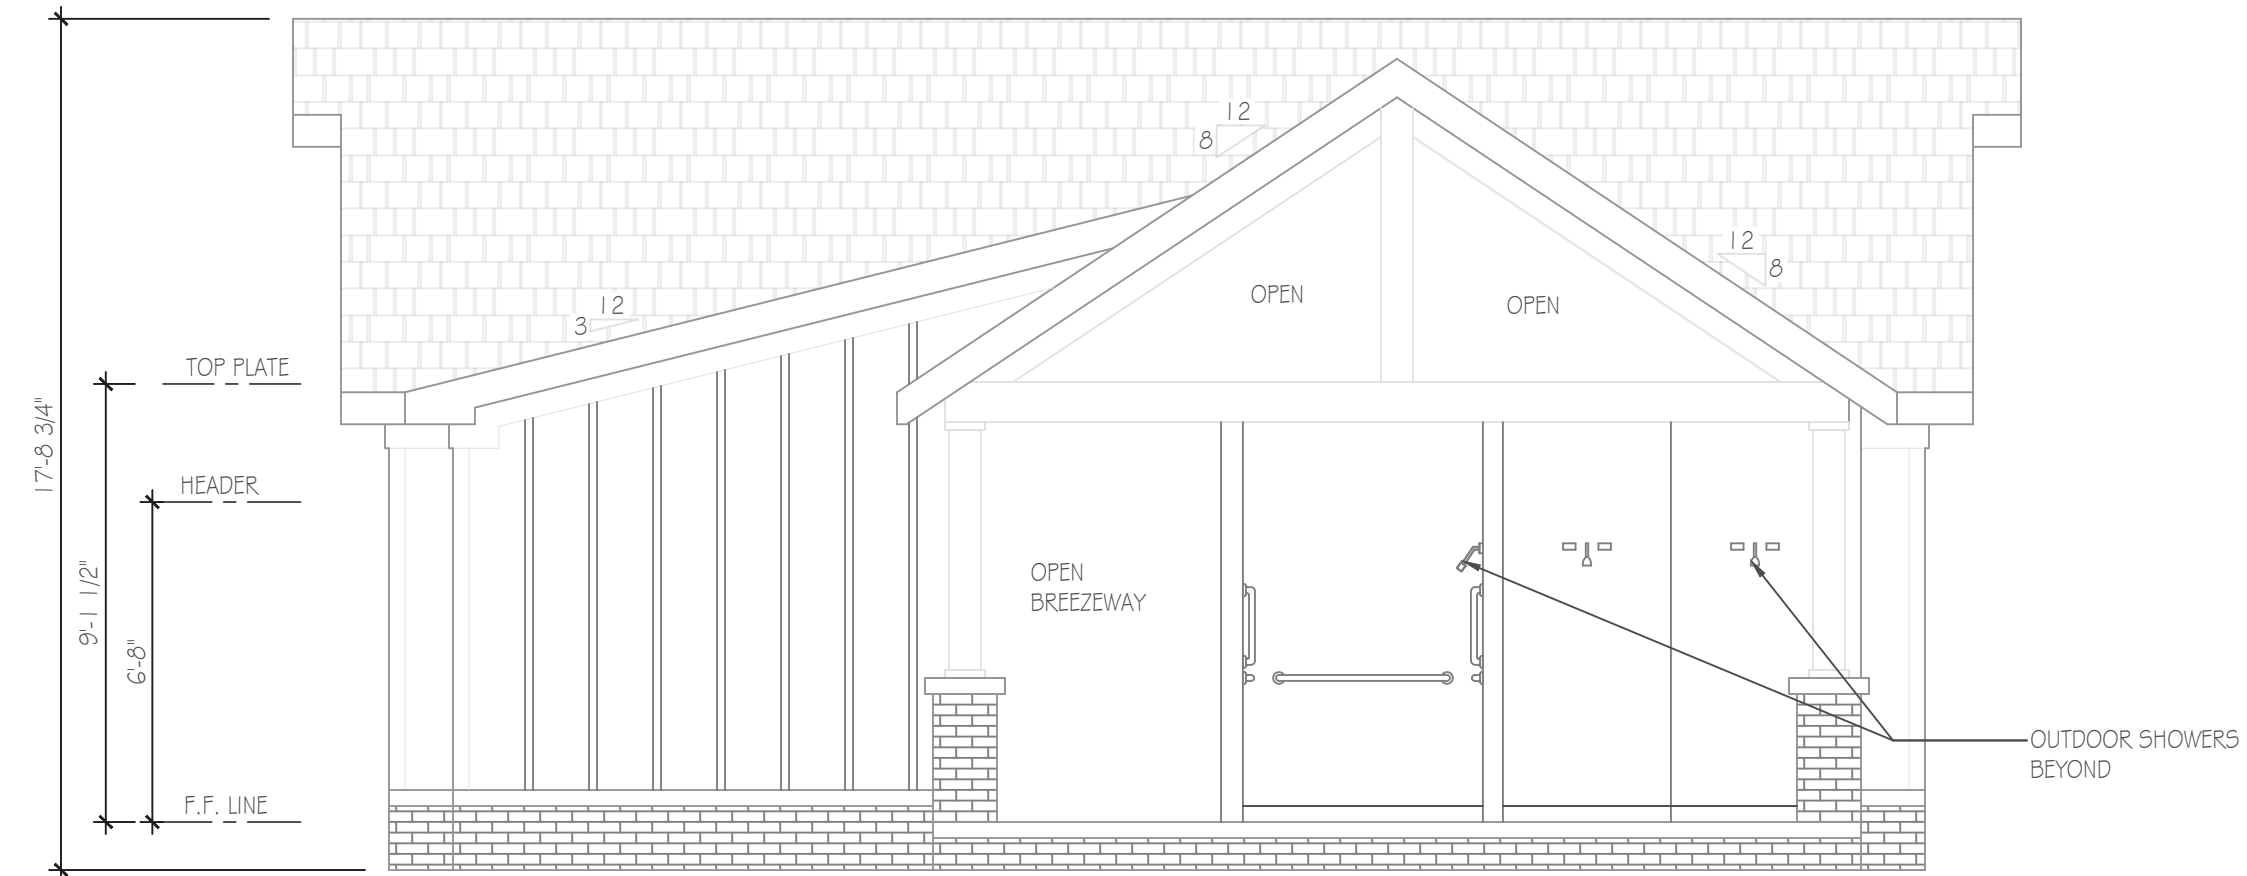 12
8
12
8
OPEN
OPEN
12
3
TOP PLATE
17'-8 3/4"
HEADER
9'-1 1/2"
6'-8"
OPEN
BREEZEWAY
OUTDOOR SHOWERS
BEYOND
F.F. LINE